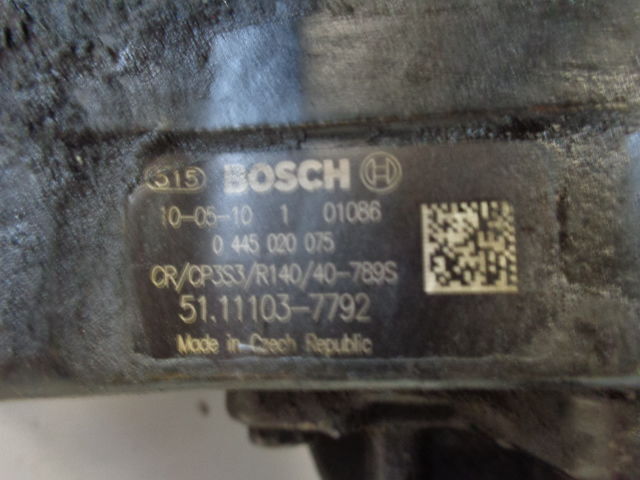 315 BOSCH
10-05-10 1 01086
0 445 020 075
CR/CP3S3/R140/40-789S
51.11103-7792
Made in Czech Republic